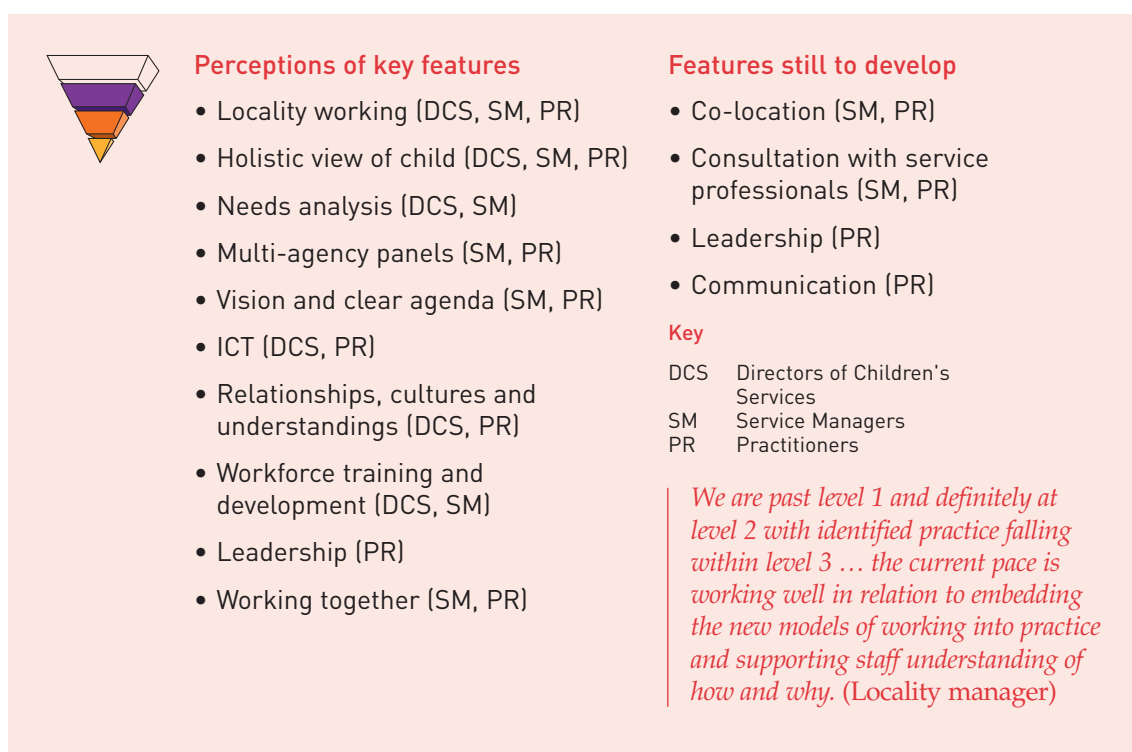 Perceptions of key features
• Locality working (DCS, SM, PR)
• Holistic view of child (DCS, SM, PR)
• Needs analysis (DCS, SM)
• Multi-agency panels (SM, PR)
• Vision and clear agenda (SM, PR)
• ICT (DCS, PR)
• Relationships, cultures and
understandings (DCS, PR)
• Workforce training and
development (DCS, SM)
• Leadership (PR)
• Working together (SM, PR)
Features still to develop
• Co-location (SM, PR)
• Consultation with service
professionals (SM, PR)
• Leadership (PR)
• Communication (PR)
Key
DCS Directors of Children's
Services
SM Service Managers
PR Practitioners
We are past level 1 and definitely at
level 2 with identified practice falling
within level 3 … the current pace is
working well in relation to embedding
the new models of working into practice
and supporting staff understanding of
how and why. (Locality manager)